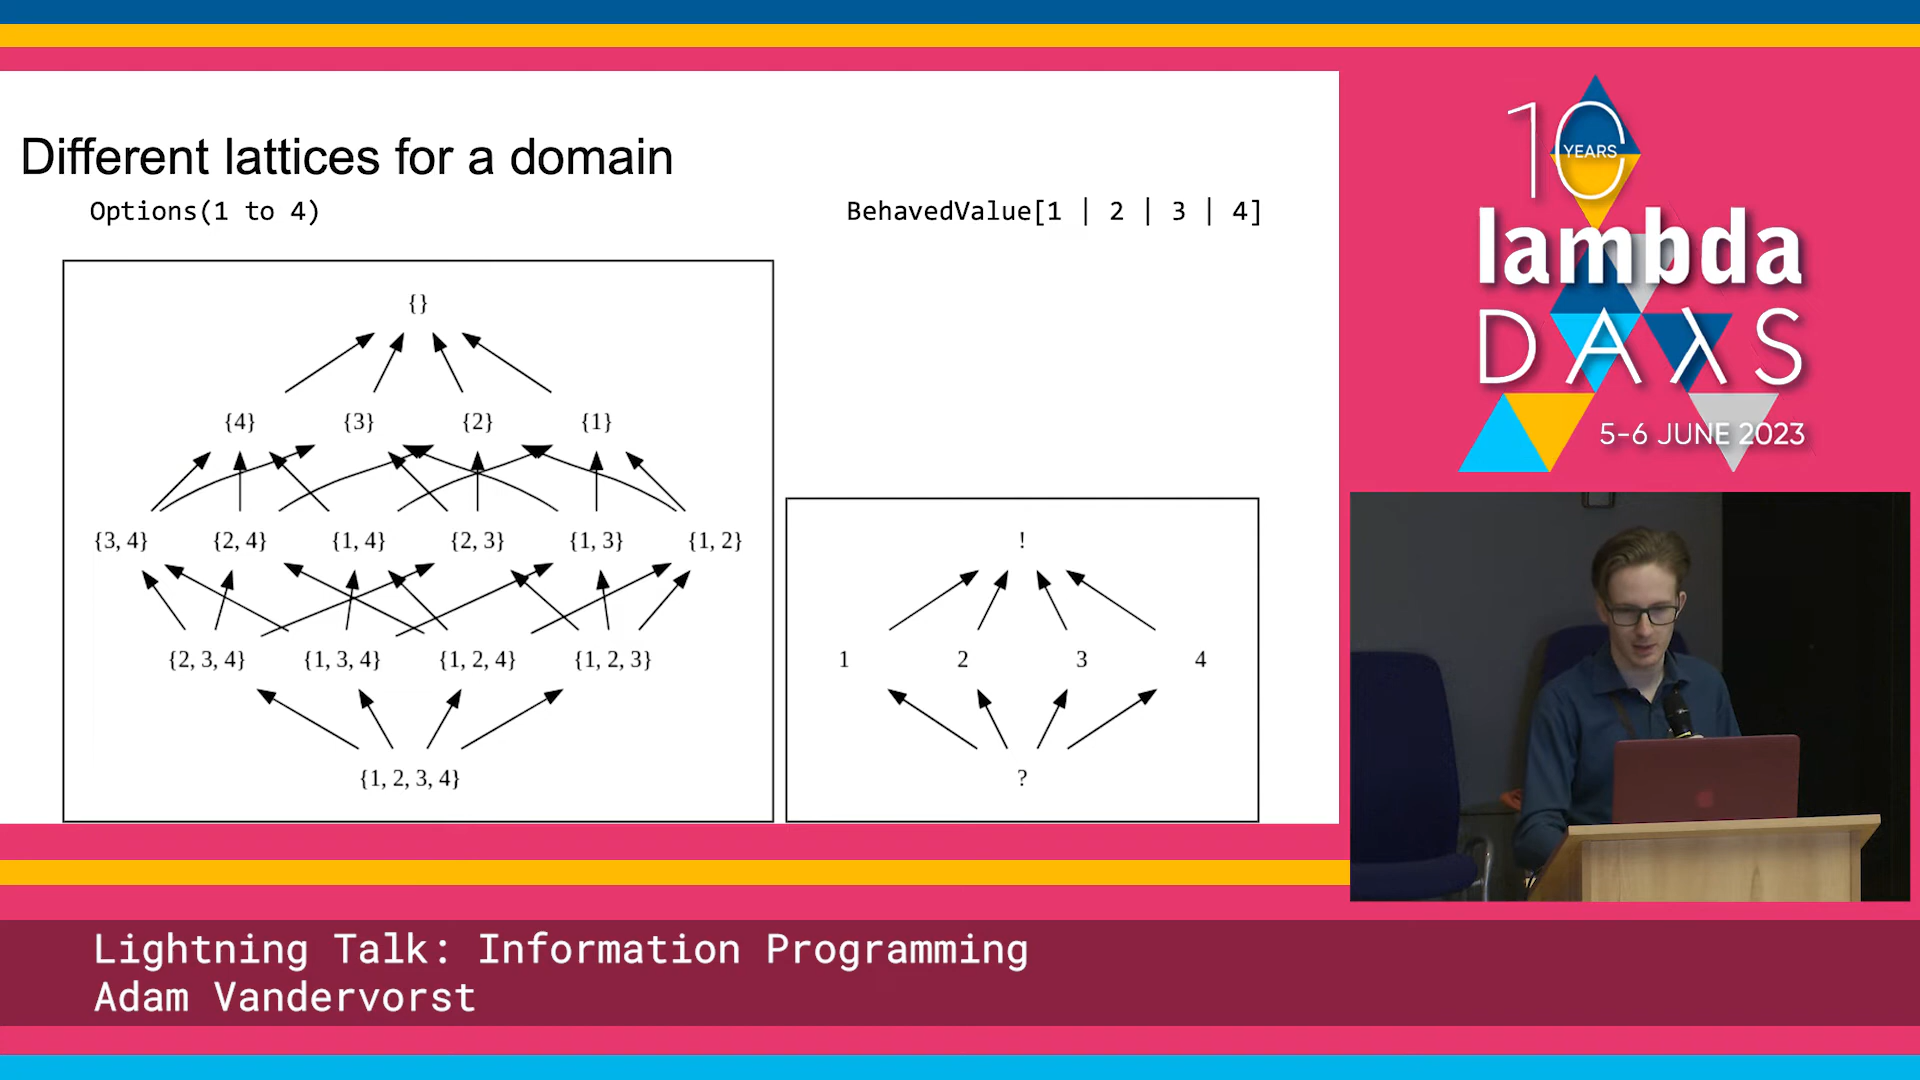 Different lattices for a domain
Options(1 to 4)
BehavedValue[1 | 2 | 3 | 4]
{}
{4} {3} {2} {1}
{3, 4} {2, 4} {1, 4} {2, 3} {1, 3} {1, 2}
{2, 3, 4} {1, 3, 4} {1, 2, 4} {1, 2, 3}
{1, 2, 3, 4}
!
1 2 3 4
?
10
YEARS
lambda
DAλS
5-6 JUNE 2023
Lightning Talk: Information Programming
Adam Vandervorst